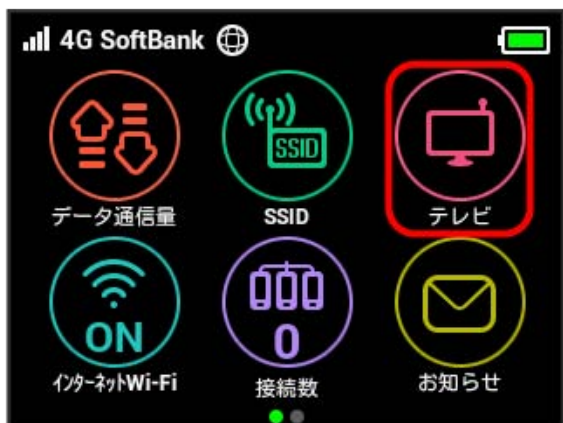 4G SoftBank
SSID
データ通信量
SSID
テレビ
ON
0
インターネットWi-Fi
接続数
お知らせ